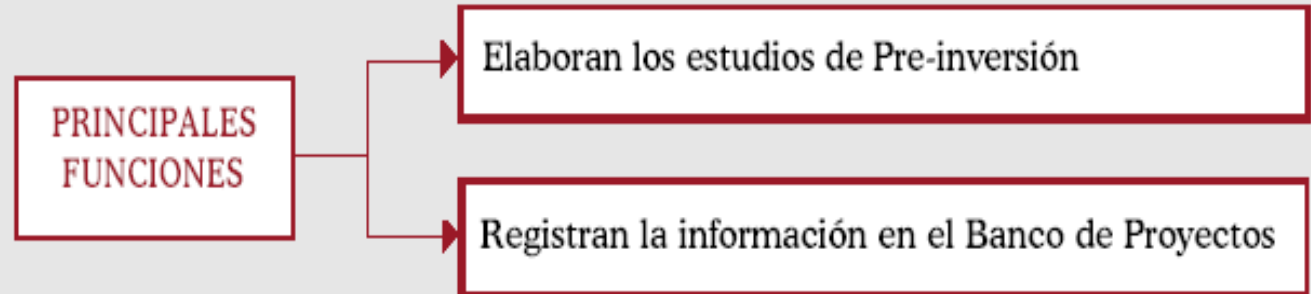 PRINCIPALES
FUNCIONES
Elaboran los estudios de Pre-inversión
Registran la información en el Banco de Proyectos